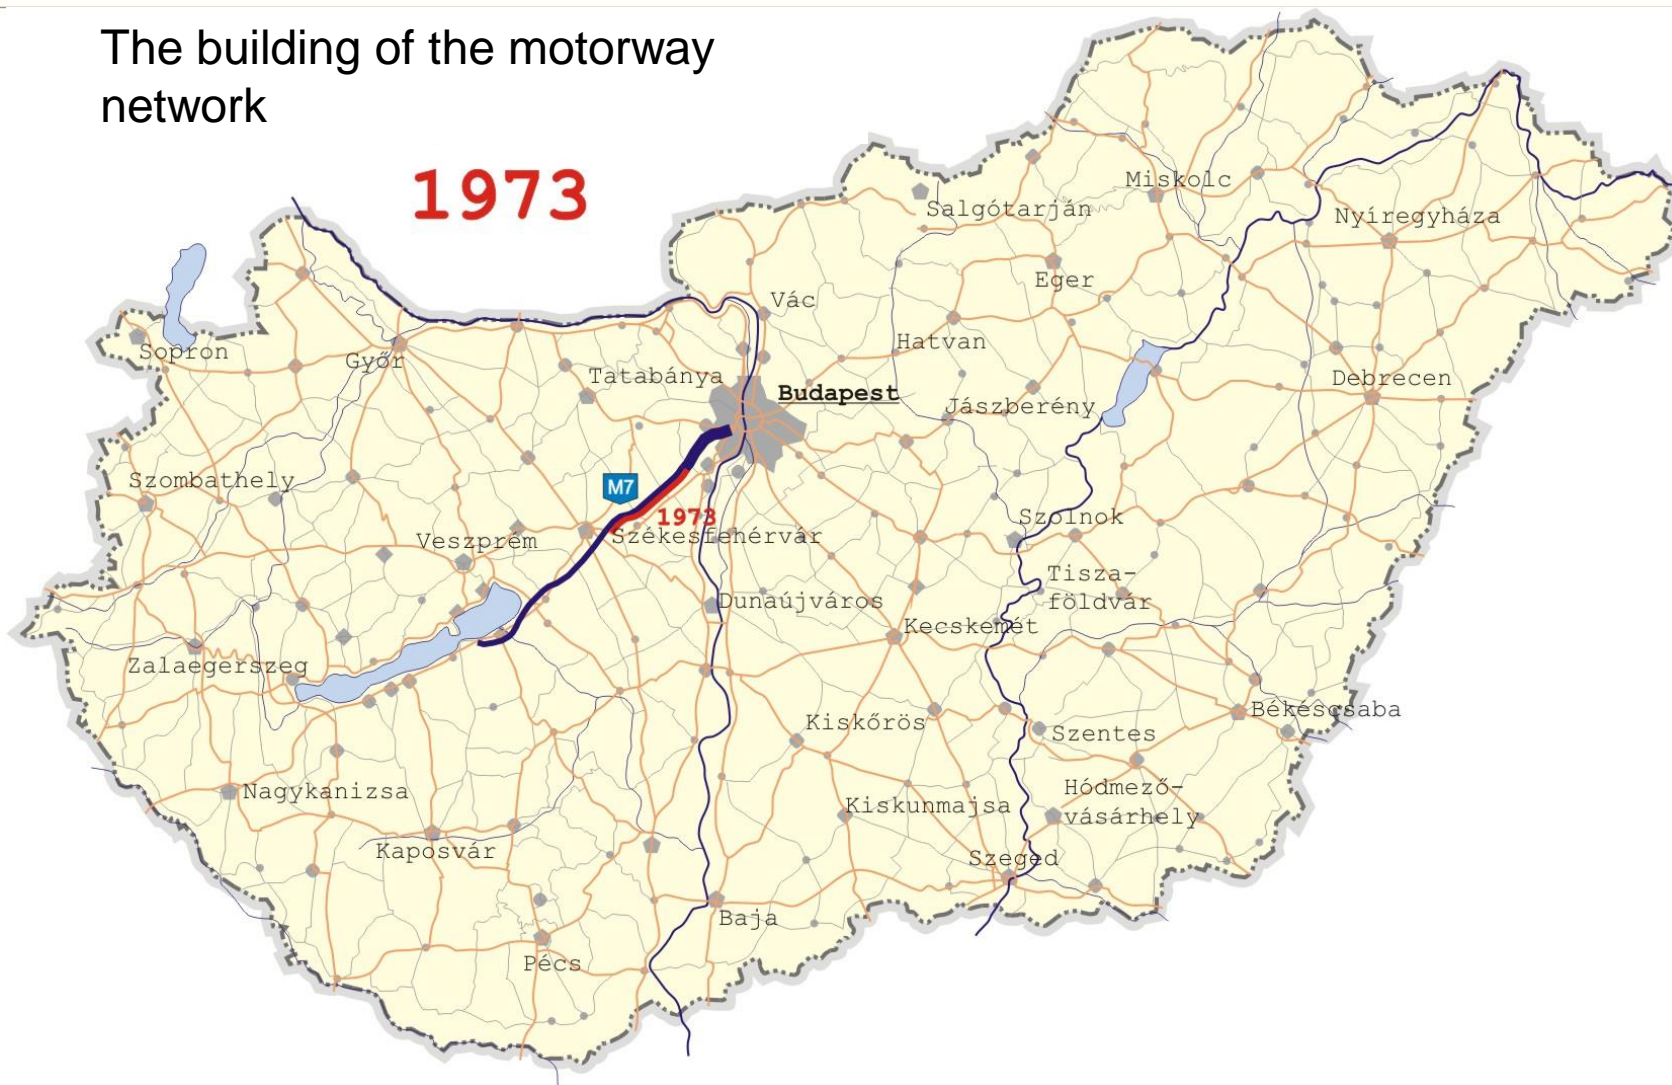 The building of the motorway
network
1973
Miskolc
Salgótarján
Nyíregyháza
Eger
Vác
Hatvan
Sopron
Győr
Tatabánya
Budapest
Debrecen
Jászberény
Szombathely
M7
1973
Szolnok
Székesfehérvár
Veszprém
Tisza-
földvár
Dunaújváros
Kecskemét
Zalaegerszeg
Békéscsaba
Kiskőrös
Szentes
Nagykanizsa
Hódmező-
vásárhely
Kiskunmajsa
Kaposvár
Szeged
Baja
Pécs